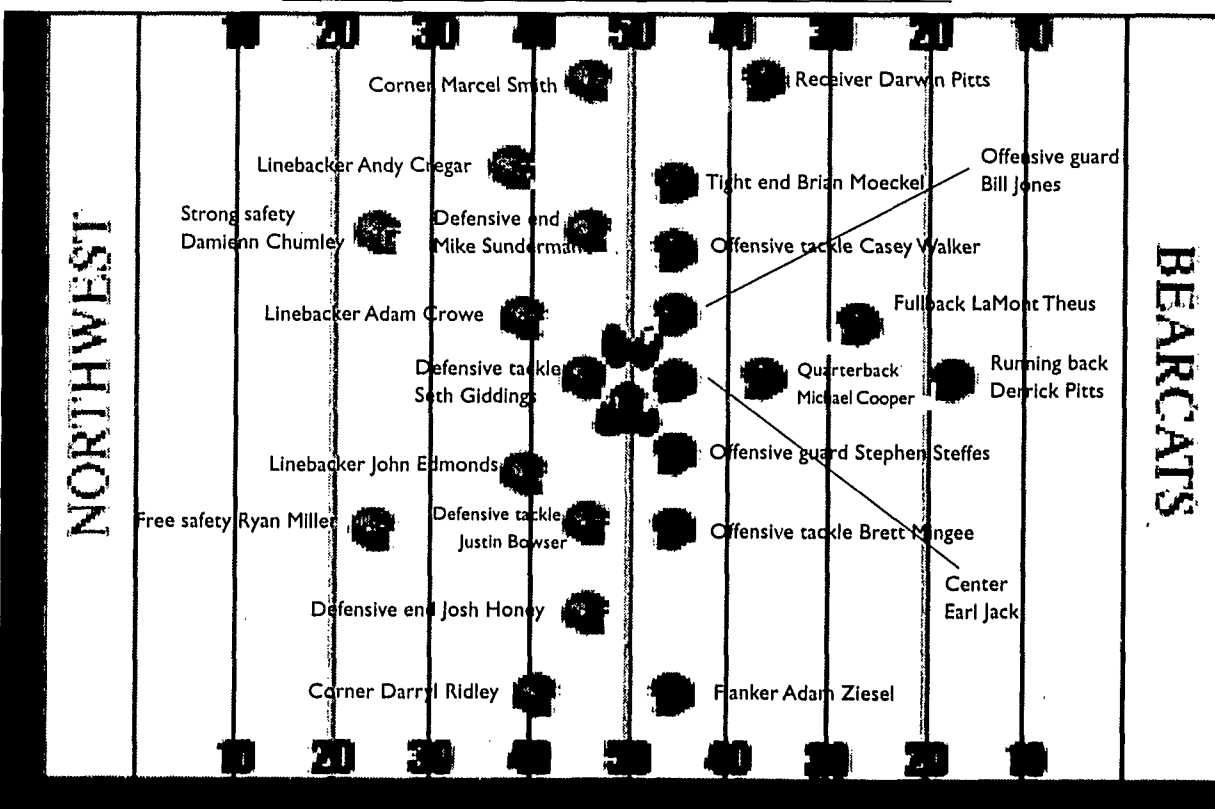 10 20 30 40 50 40 30 20 10
Corner Marcel Smith
Receiver Darwin Pitts
Linebacker Andy Cregar
Offensive guard
Bill Jones
Tight end Brian Moeckel
Strong safety
Damienn Chumley
Defensive end
Mike Sunderman
Offensive tackle Casey Walker
Linebacker Adam Crowe
Fullback LaMont Theus
Defensive tackle
Seth Giddings
Quarterback
Michael Cooper
Running back
Derrick Pitts
NORTHWEST
BEARCATS
Linebacker John Edmonds
Offensive guard Stephen Steffes
Free safety Ryan Miller
Defensive tackle
Justin Bowser
Offensive tackle Brett Mingee
Center
Earl Jack
Defensive end Josh Honey
Corner Darryl Ridley
Flanker Adam Ziesel
10 20 30 40 50 40 30 20 10